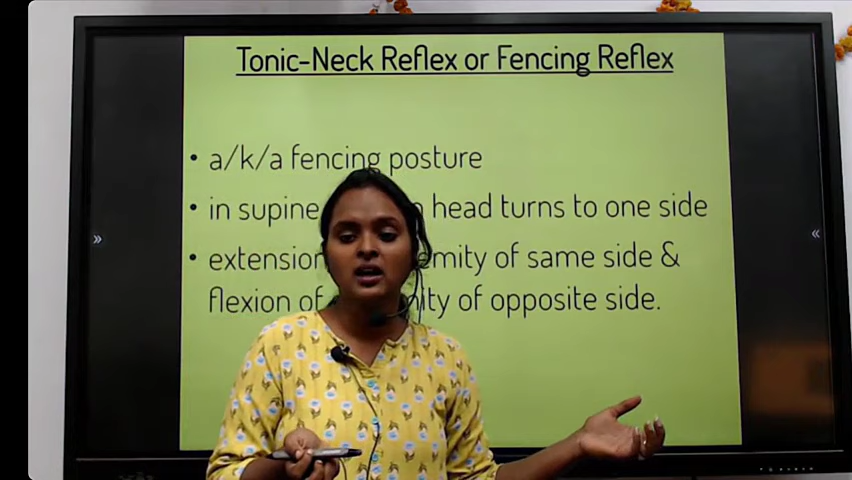 Tonic-Neck Reflex or Fencing Reflex
• a/k/a fencing posture
• in supine head turns to one side
• extension of same side &
flexion of opposite side.